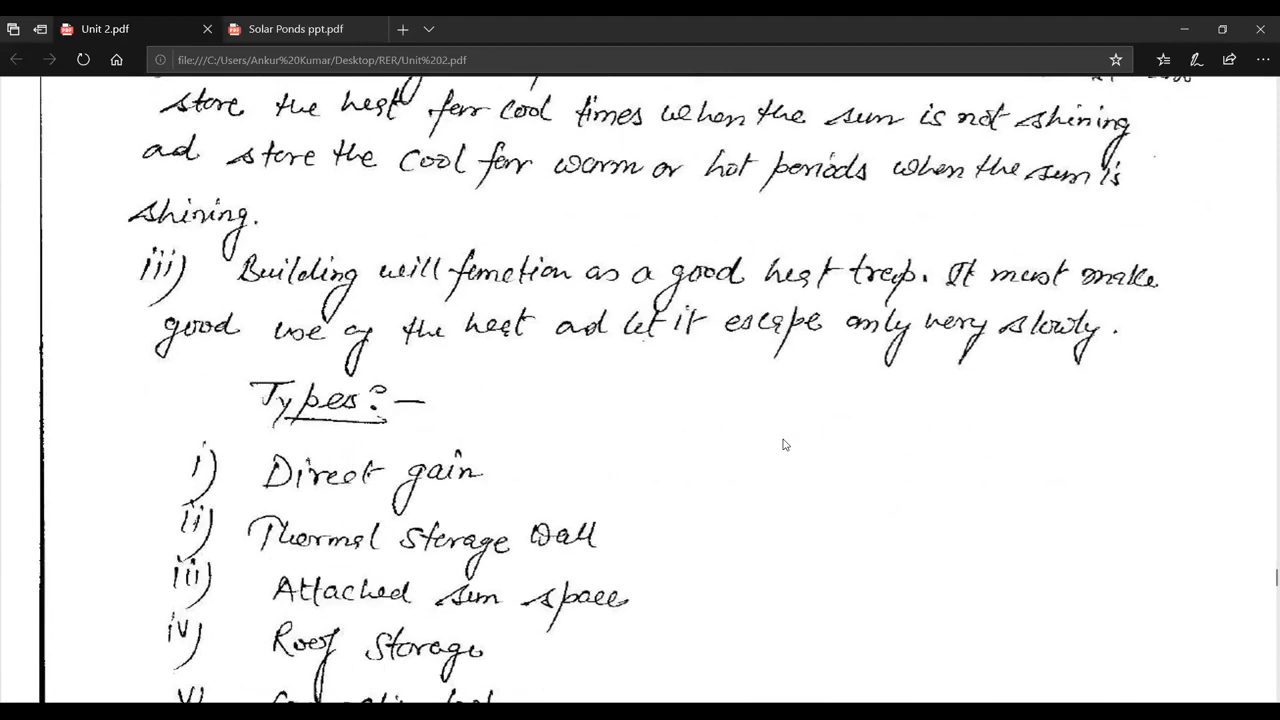 Unit 2.pdf
Solar Ponds ppt.pdf
file:///C:/Users/Ankur%20Kumar/Desktop/RER/Unit%202.pdf
store the heat for cool times when the sun is not shining
ad store the cool for warm or hot periods when the sun is
shining.
iii) Building will function as a good heat trap. It must make
good use of the heat ad let it escape only very slowly.
Types:-
i) Direct gain
ii) Thermal storage wall
iii) Attached sun space
iv) Roof storage
v)